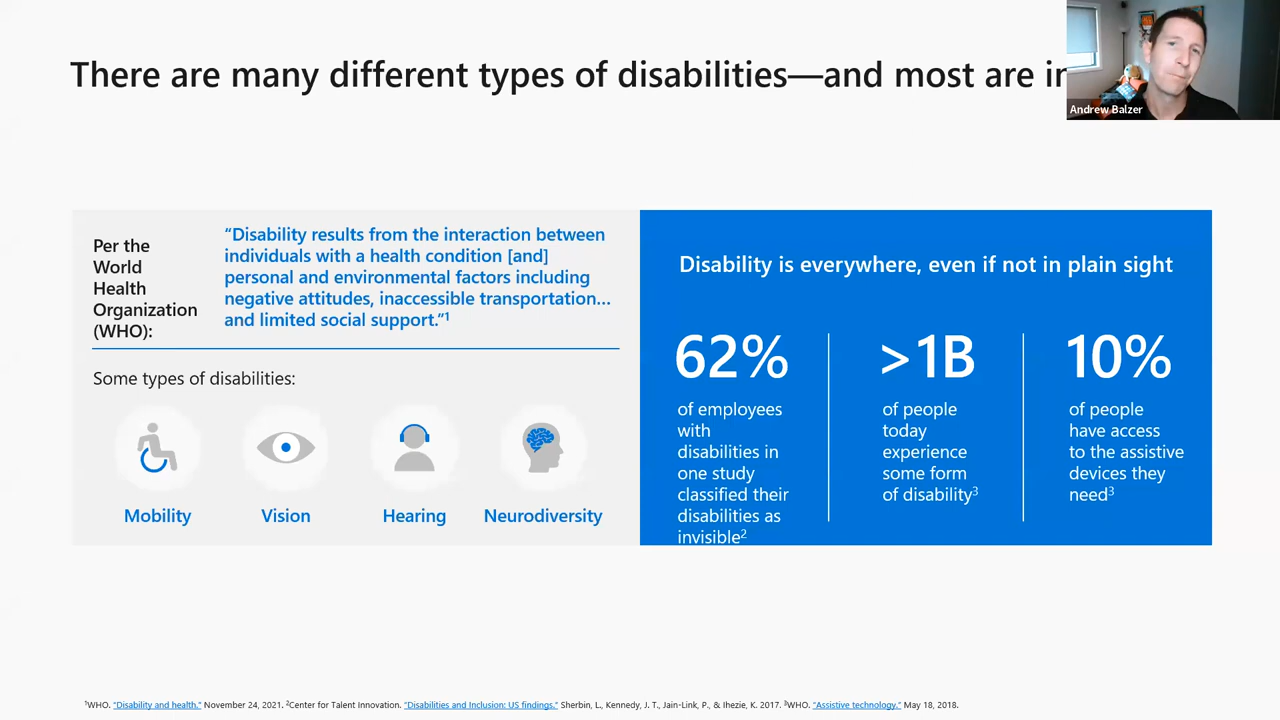 There are many different types of disabilities—and most are in
Andrew Balzer
Per the
World
Health
Organization
(WHO):
“Disability results from the interaction between
individuals with a health condition [and]
personal and environmental factors including
negative attitudes, inaccessible transportation...
and limited social support.”¹
Some types of disabilities:
Mobility
Vision
Hearing
Neurodiversity
Disability is everywhere, even if not in plain sight
62%
of employees
with
disabilities in
one study
classified their
disabilities as
invisible²
>1B
of people
today
experience
some form
of disability³
10%
of people
have access
to the assistive
devices they
need³
¹WHO. “Disability and health.” November 24, 2021. ²Center for Talent Innovation. “Disabilities and Inclusion: US findings.” Sherbin, L., Kennedy, J. T., Jain-Link, P., & Ihezie, K. 2017. ³WHO. “Assistive technology.” May 18, 2018.